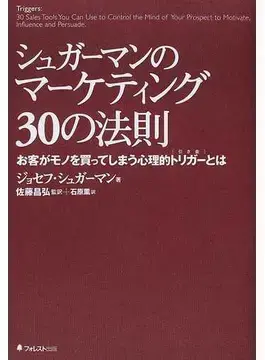 Triggers:
30 Sales Tools You Can Use to Control the Mind of Your Prospect to Motivate,
Influence and Persuade.
シュガーマンの
マーケティング
30の法則
お客がモノを買ってしまう心理的トリガーとは
ジョセフ・シュガーマン 著
佐藤昌弘 監訳+石原薫 訳
フォレスト出版